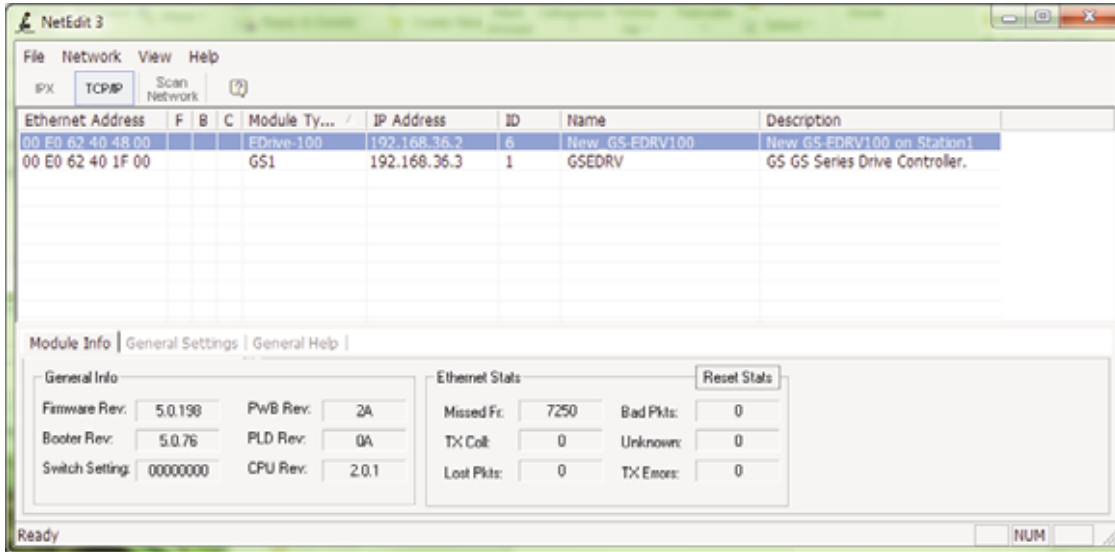 NetEdit 3
File Network View Help
IPX TCP/IP Scan Network
Ethernet Address F B C Module Ty... IP Address ID Name Description
00 E0 62 40 48 00 EDrive-100 192.168.36.2 6 New_GS-EDRV100 New GS-EDRV100 on Station1
00 E0 62 40 1F 00 GS1 192.168.36.3 1 GSEDRV GS GS Series Drive Controller.
Module Info General Settings General Help
General Info Ethernet Stats Reset Stats
Firmware Rev: 5.0.198 PWB Rev: 2A Missed Fr: 7250 Bad Pkts: 0
Booter Rev: 5.0.76 PLD Rev: 0A TX Coll: 0 Unknown: 0
Switch Setting: 00000000 CPU Rev: 2.0.1 Lost Pkts: 0 TX Errors: 0
Ready NUM